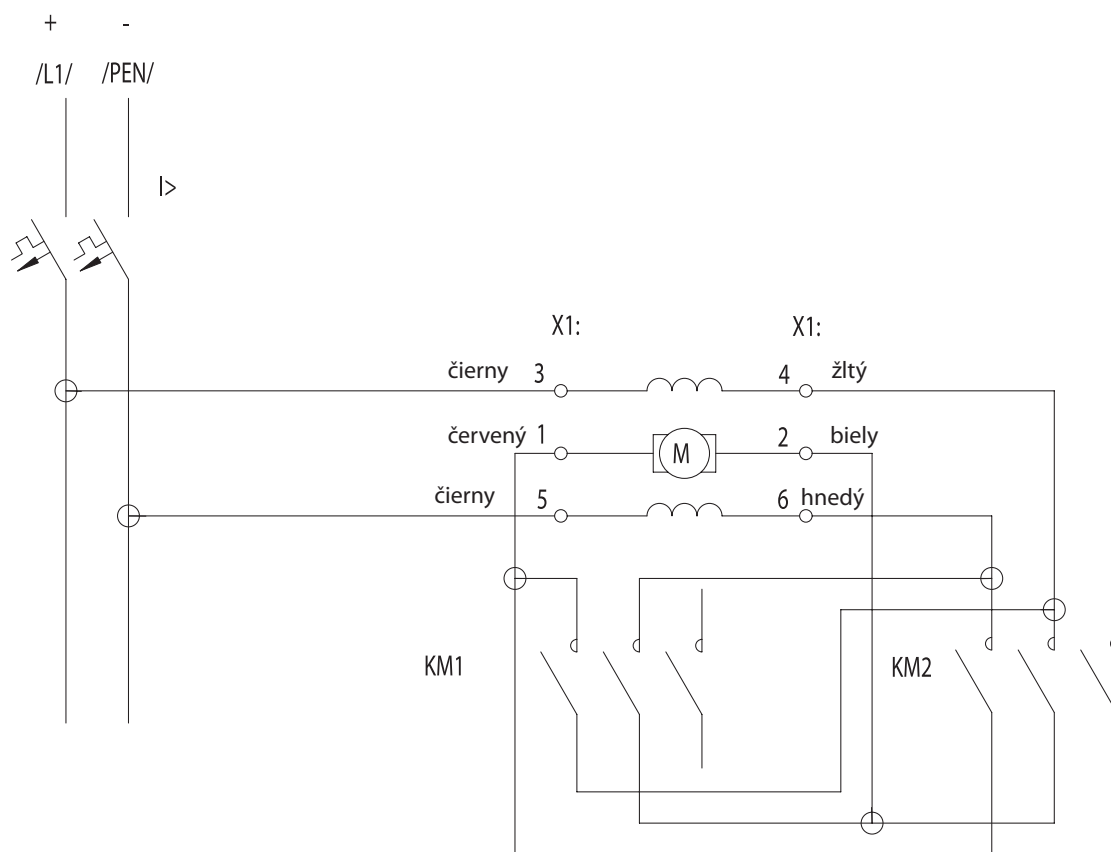 + -
/L1/ /PEN/
I>
X1: X1:
čierny 3 4 žltý
červený 1 M 2 biely
čierny 5 6 hnedý
KM1 KM2